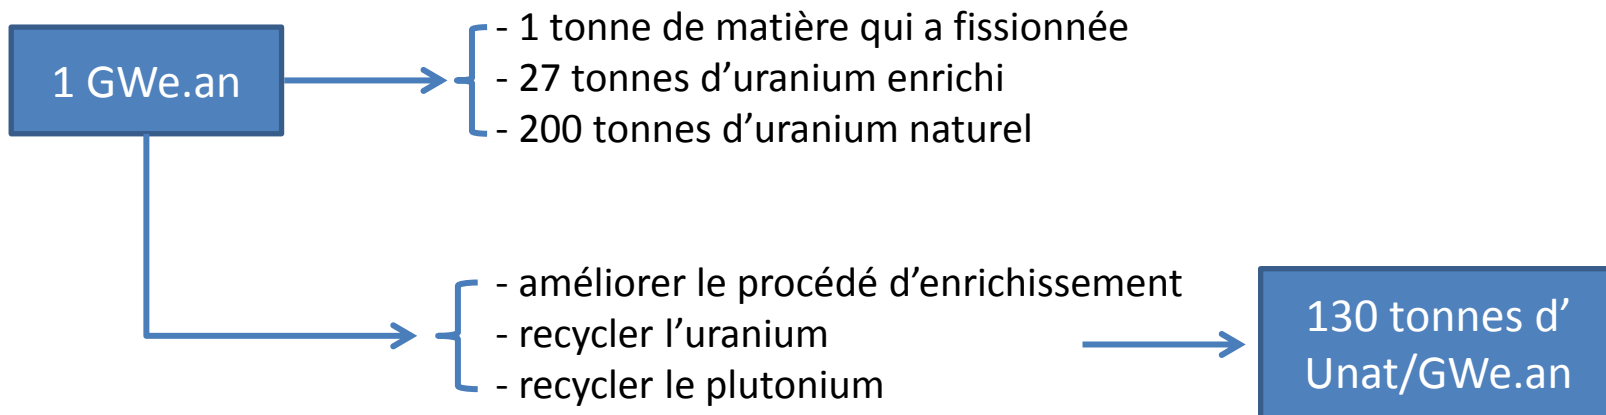 1 GWe.an
- 1 tonne de matière qui a fissionnée
- 27 tonnes d’uranium enrichi
- 200 tonnes d’uranium naturel
- améliorer le procédé d’enrichissement
- recycler l’uranium
- recycler le plutonium
130 tonnes d’
Unat/GWe.an